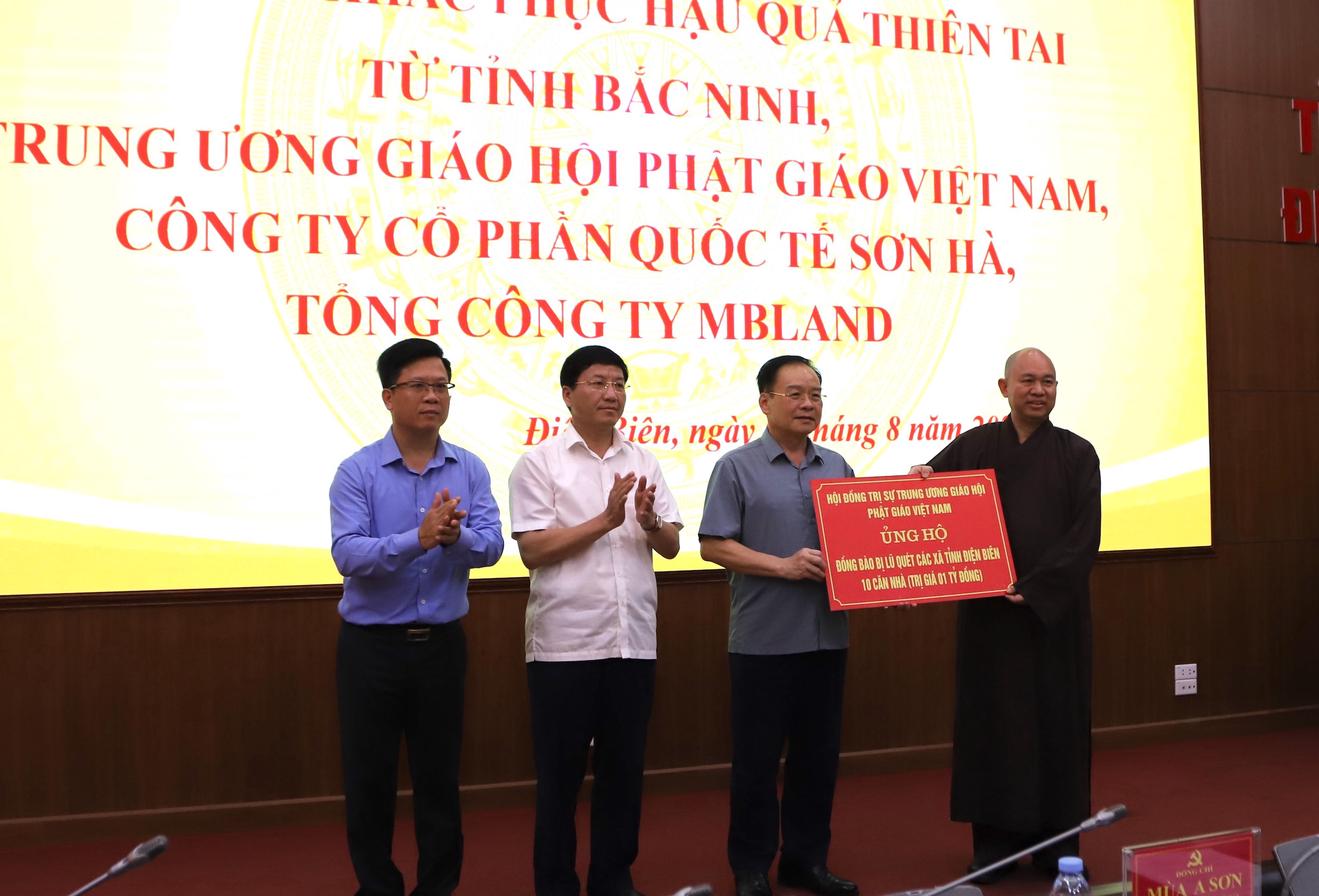 KHẮC PHỤC HẬU QUẢ THIÊN TAI
TỪ TỈNH BẮC NINH,
TRUNG ƯƠNG GIÁO HỘI PHẬT GIÁO VIỆT NAM,
CÔNG TY CỔ PHẦN QUỐC TẾ SƠN HÀ,
TỔNG CÔNG TY MBLAND
Điện Biên, ngày tháng 8 năm
HỘI ĐỒNG TRỊ SỰ TRUNG ƯƠNG GIÁO HỘI
PHẬT GIÁO VIỆT NAM
ỦNG HỘ
ĐỒNG BÀO BỊ LŨ QUÉT CÁC XÃ TỈNH ĐIỆN BIÊN
10 CĂN NHÀ (TRỊ GIÁ 01 TỶ ĐỒNG)
ĐỒNG CHÍ
MÙA A SƠN